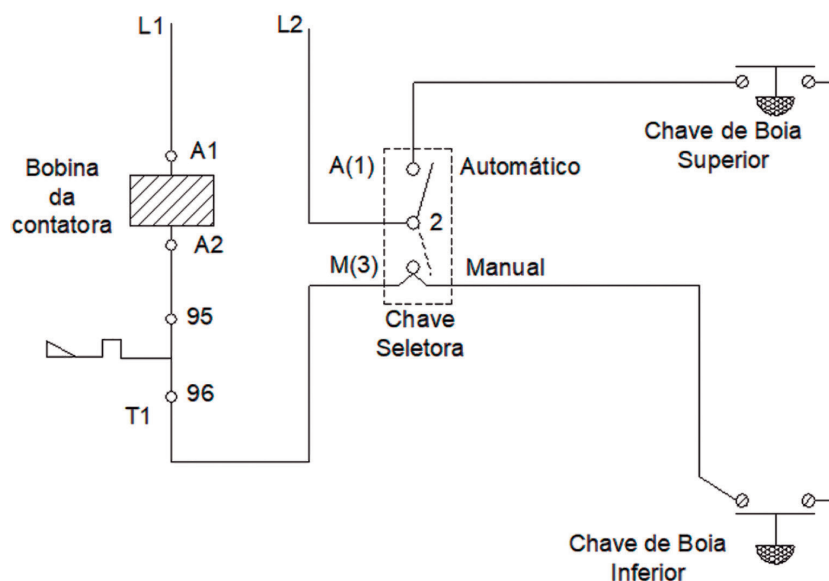 L1
L2
A1
Bobina
da
contatora
A2
95
96
T1
A(1)
Automático
2
M(3)
Manual
Chave
Seletora
Chave de Boia
Superior
Chave de Boia
Inferior